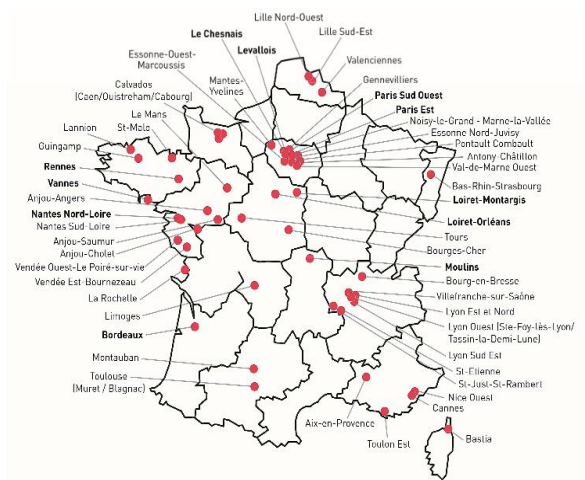 Lille Nord-Ouest
Le Chesnais
Lille Sud-Est
Levallois
Essonne-Ouest-
Marcoussis
Valenciennes
Gennevilliers
Mantes-
Yvelines
Calvados
(Caen/Ouistreham/Cabourg)
Paris Sud Ouest
Paris Est
Le Mans
Noisy-le-Grand - Marne-la-Vallée
Lannion
St-Malo
Essonne Nord-Juvisy
Pontault Combault
Guingamp
Antony-Châtillon
Val-de-Marne Ouest
Rennes
Bas-Rhin-Strasbourg
Vannes
Loiret-Montargis
Anjou-Angers
Nantes Nord-Loire
Loiret-Orléans
Nantes Sud-Loire
Tours
Anjou-Saumur
Bourges-Cher
Anjou-Cholet
Moulins
Vendée Ouest-Le Poiré-sur-vie
Bourg-en-Bresse
Vendée Est-Bournezeau
Villefranche-sur-Saône
La Rochelle
Lyon Est et Nord
Limoges
Lyon Ouest (Ste-Foy-lès-Lyon/
Tassin-la-Demi-Lune)
Bordeaux
Lyon Sud Est
Montauban
St-Etienne
Toulouse
(Muret / Blagnac)
St-Just-St-Rambert
Nice Ouest
Cannes
Aix-en-Provence
Toulon Est
Bastia